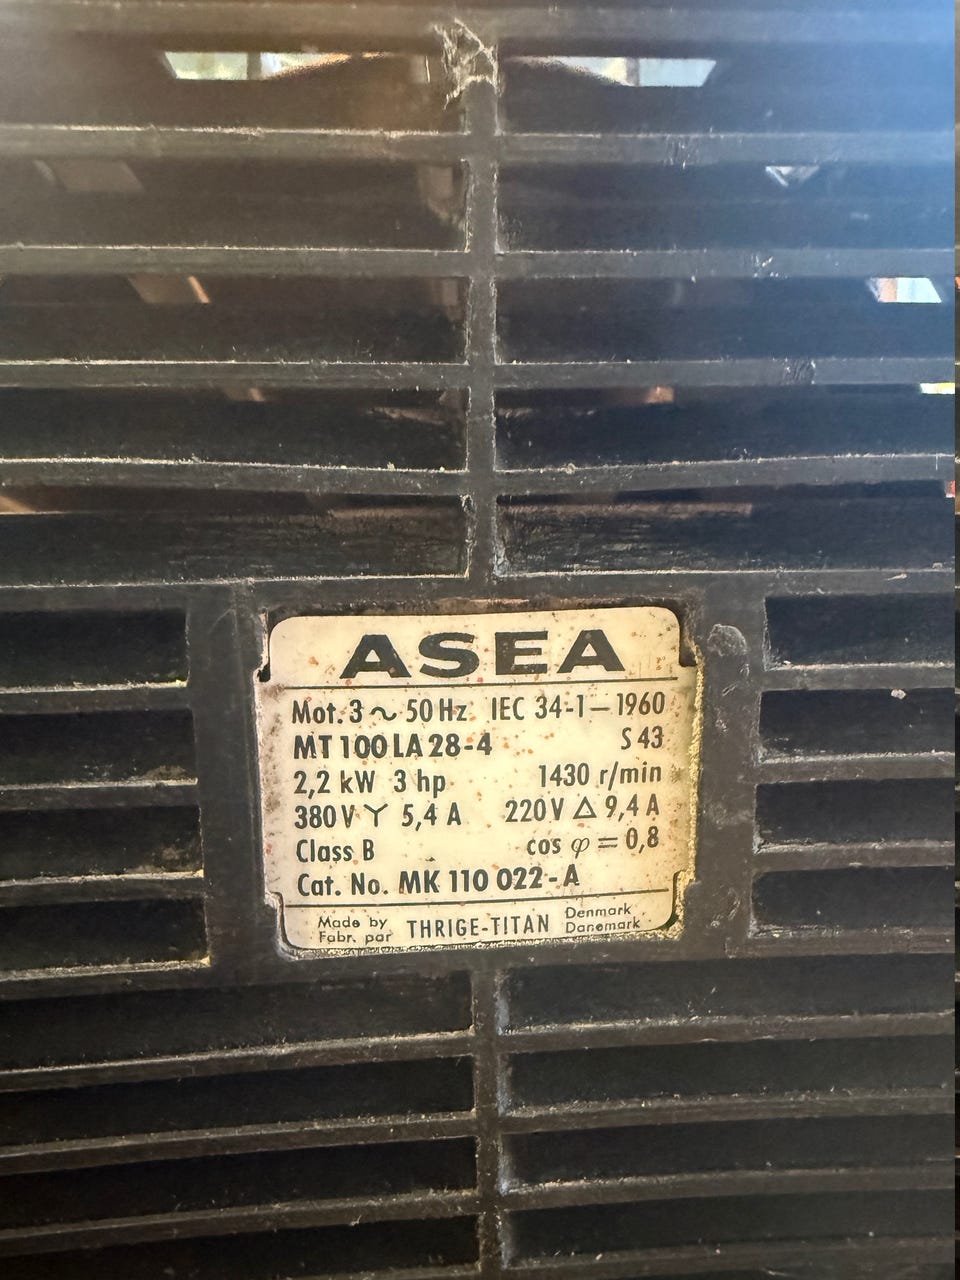 ASEA
Mot. 3 ~ 50 Hz IEC 34-1-1960
MT 100 LA 28-4 S 43
2,2 kW 3 hp 1430 r/min
380 V Y 5,4 A 220 V Δ 9,4 A
Class B cos φ = 0,8
Cat. No. MK 110 022-A
Made by THRIGE-TITAN Denmark
Fabr. par Danemark